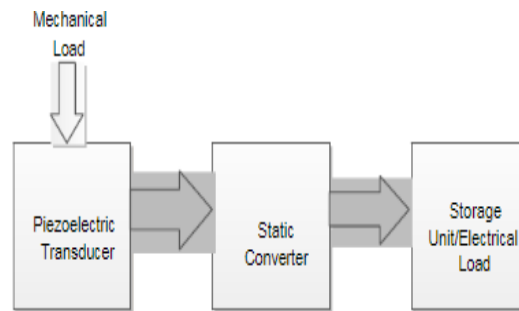 Mechanical
Load
Piezoelectric
Transducer
Static
Converter
Storage
Unit/Electrical
Load